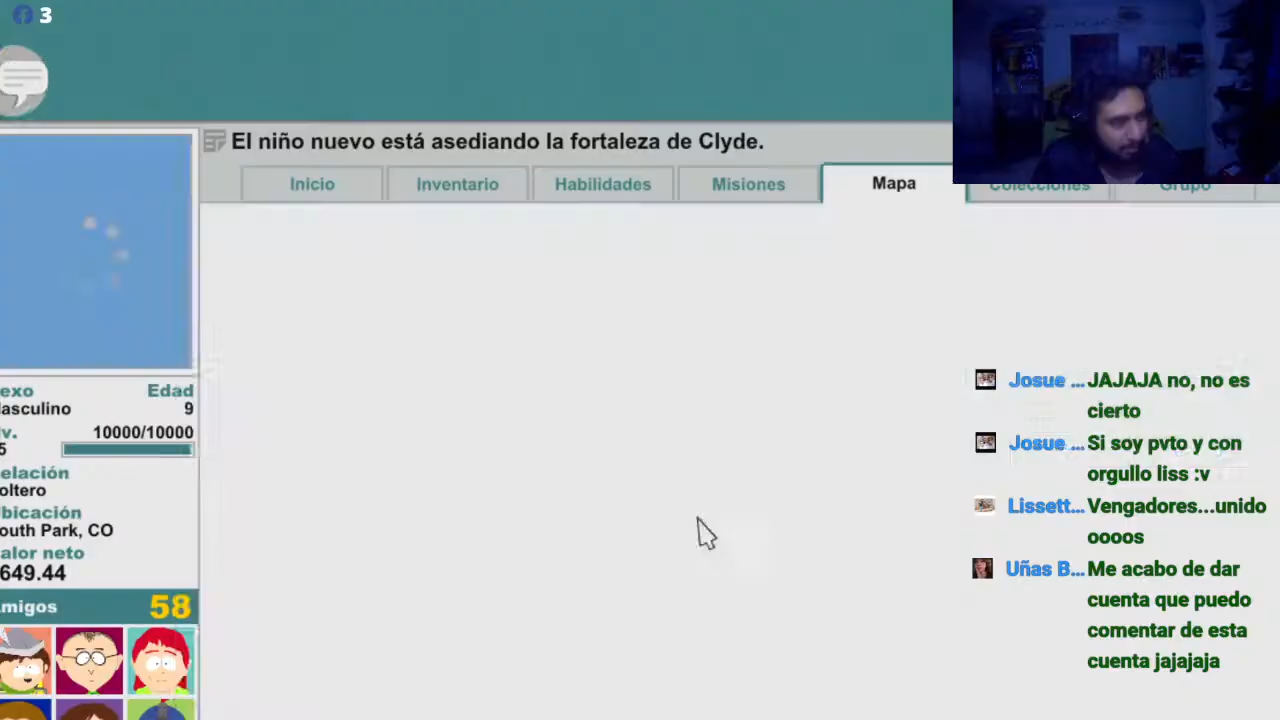 3
El niño nuevo está asediando la fortaleza de Clyde.
Inicio Inventario Habilidades Misiones Mapa Colecciones Grupo
exo Edad
asculino 9
v. 10000/10000
5
elación
oltero
bicación
outh Park, CO
alor neto
649.44
migos 58
Josue ... JAJAJA no, no es
cierto
Josue ... Si soy pvto y con
orgullo liss :v
Lissett... Vengadores...unido
oooos
Uñas B... Me acabo de dar
cuenta que puedo
comentar de esta
cuenta jajajaja